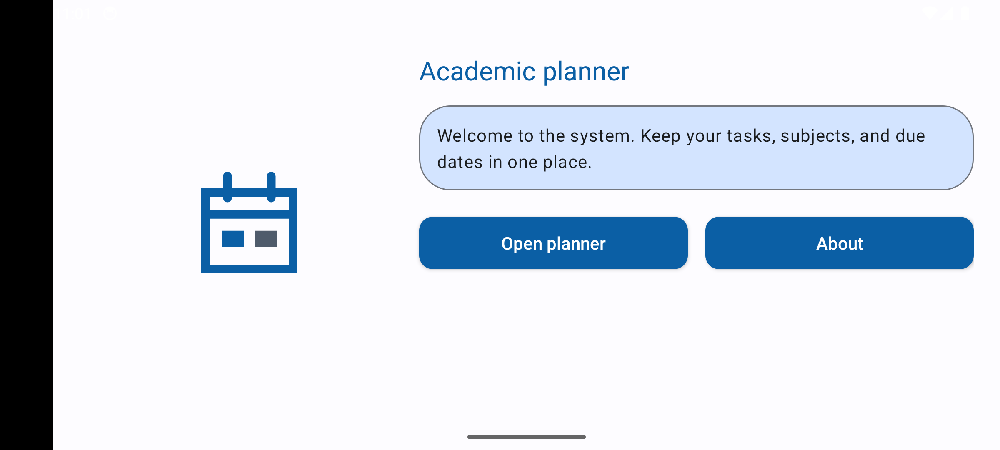 Academic planner
Welcome to the system. Keep your tasks, subjects, and due
dates in one place.
Open planner
About